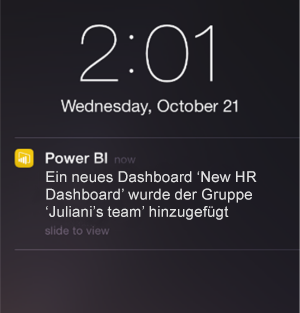 2:01
Wednesday, October 21
Power BI now
Ein neues Dashboard ‘New HR
Dashboard’ wurde der Gruppe
‘Juliani’s team’ hinzugefügt
slide to view